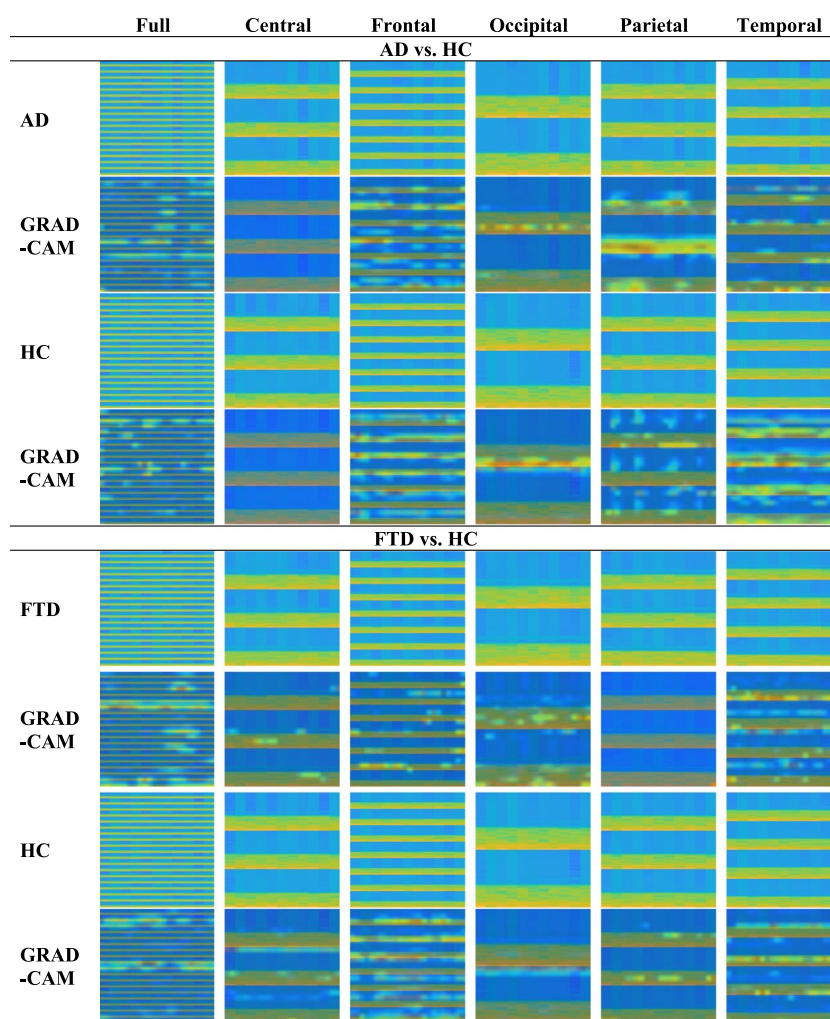 Full Central Frontal Occipital Parietal Temporal
AD vs. HC
AD
GRAD
-CAM
HC
GRAD
-CAM
FTD vs. HC
FTD
GRAD
-CAM
HC
GRAD
-CAM